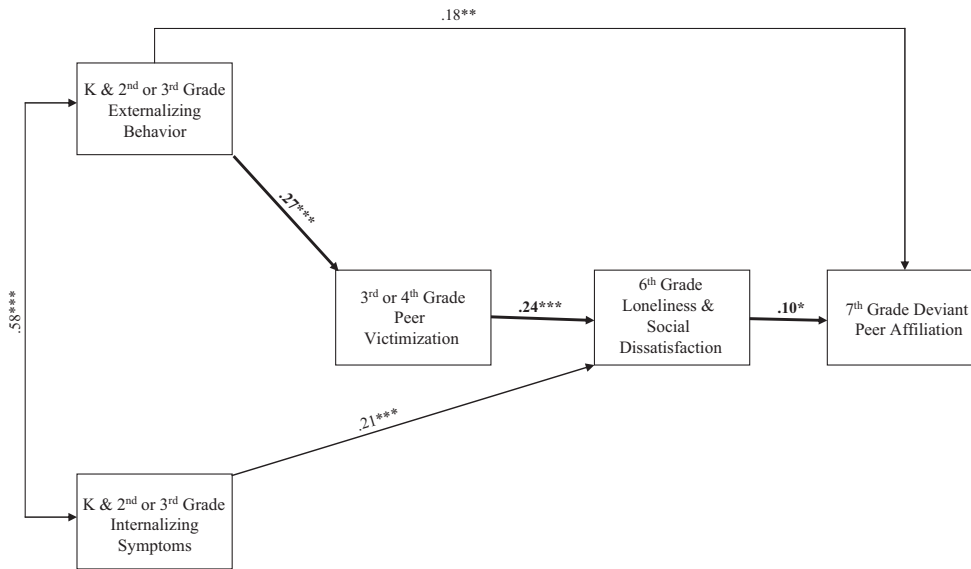 .18**
K & 2nd or 3rd Grade
Externalizing
Behavior
.27***
.58***
3rd or 4th Grade
Peer
Victimization
.24***
6th Grade
Loneliness &
Social
Dissatisfaction
.10*
7th Grade Deviant
Peer Affiliation
.21***
K & 2nd or 3rd Grade
Internalizing
Symptoms